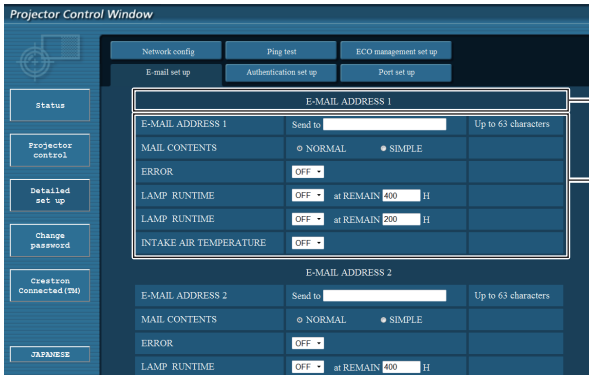 Projector Control Window
Network config Ping test ECO management set up
E-mail set up Authentication set up Port set up
Status
Projector control
Detailed set up
Change password
Crestron Connected(TM)
JAPANESE
E-MAIL ADDRESS 1
E-MAIL ADDRESS 1 Send to Up to 63 characters
MAIL CONTENTS NORMAL SIMPLE
ERROR OFF
LAMP RUNTIME OFF at REMAIN 400 H
LAMP RUNTIME OFF at REMAIN 200 H
INTAKE AIR TEMPERATURE OFF
E-MAIL ADDRESS 2
E-MAIL ADDRESS 2 Send to Up to 63 characters
MAIL CONTENTS NORMAL SIMPLE
ERROR OFF
LAMP RUNTIME OFF at REMAIN 400 H